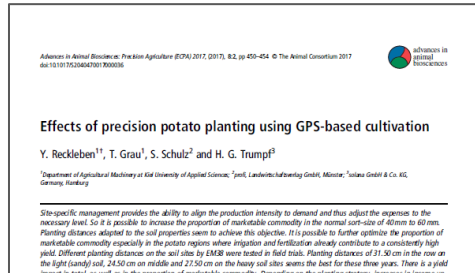 Advances in Animal Biosciences: Precision Agriculture (ECPA) 2017, (2017), 8:2, pp 450–454 © The Animal Consortium 2017
doi:10.1017/S2040470017000036
advances in
animal
biosciences
Effects of precision potato planting using GPS-based cultivation
Y. Reckleben1†, T. Grau1, S. Schulz2 and H. G. Trumpf3
1Department of Agricultural Machinery at Kiel University of Applied Sciences; 2profi, Landwirtschaftsverlag GmbH, Münster; 3solana GmbH & Co. KG,
Germany, Hamburg
Site-specific management provides the ability to align the production intensity to demand and thus adjust the expenses to the
necessary level. So it is possible to increase the proportion of marketable commodity in the normal sort–size of 40 mm to 60 mm.
Planting distances adapted to the soil properties seem to achieve this objective. It is possible to further optimize the proportion of
marketable commodity especially in the potato regions where irrigation and fertilization already contribute to a consistently high
yield. Different planting distances on the soil sites by EM38 were tested in field trials. Planting distances of 31.50 cm in the row on
the light (sandy) soil, 24.50 cm on middle and 27.50 cm on the heavy soil sites seems the best for these three years. There is a yield